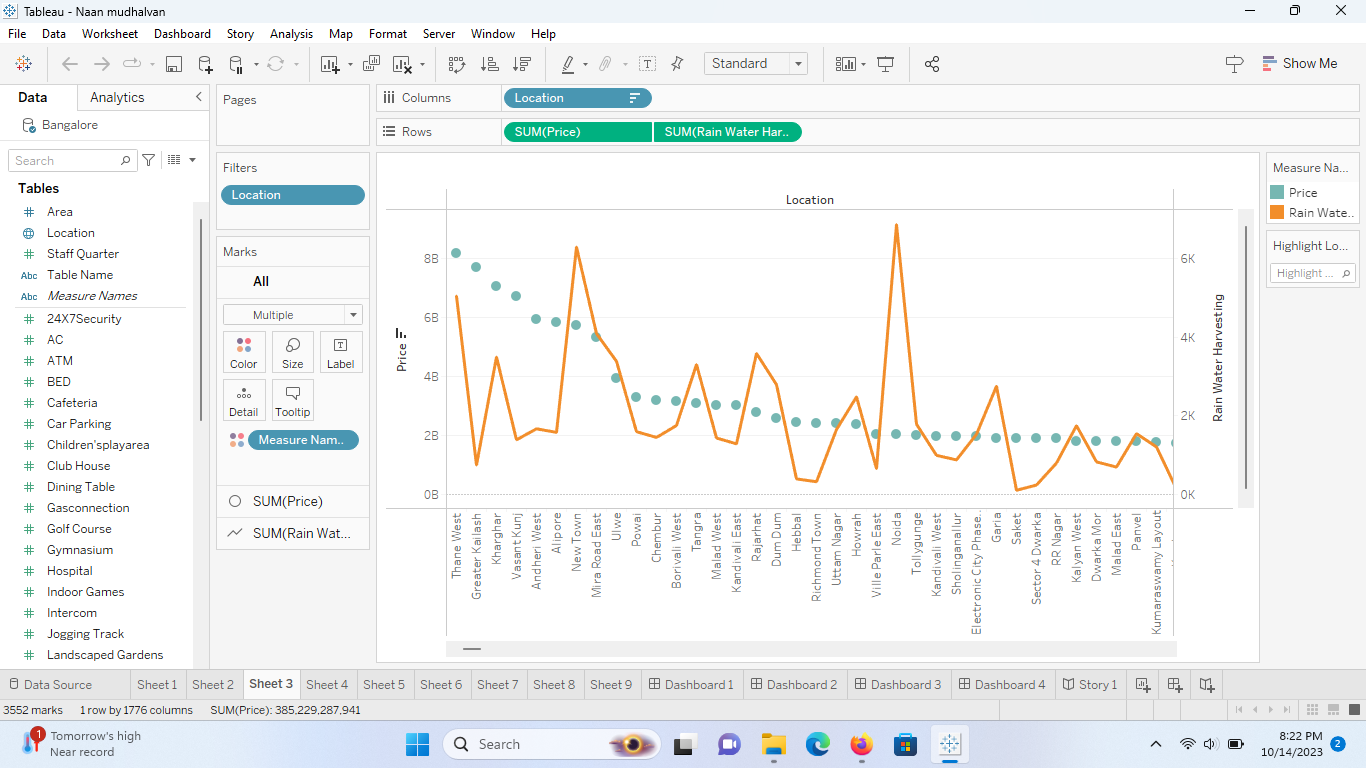 Tableau - Naan mudhalvan
File Data Worksheet Dashboard Story Analysis Map Format Server Window Help
Standard
Show Me
Data Analytics
Bangalore
Search
Tables
Area
Location
Staff Quarter
Abc Table Name
Abc Measure Names
24X7Security
AC
ATM
BED
Cafeteria
Car Parking
Children'splayarea
Club House
Dining Table
Gasconnection
Golf Course
Gymnasium
Hospital
Indoor Games
Intercom
Jogging Track
Landscaped Gardens
Pages
Filters
Location
Marks
All
Multiple
Color Size Label
Detail Tooltip
Measure Nam..
SUM(Price)
SUM(Rain Wat...
Columns Location
Rows SUM(Price) SUM(Rain Water Har..
Location
8B
6B
4B
2B
0B
Price
6K
4K
2K
0K
Rain Water Harvesting
Thane West
Greater Kailash
Kharghar
Vasant Kunj
Andheri West
Alipore
New Town
Mira Road East
Ulwe
Powai
Chembur
Borivali West
Tangra
Malad West
Kandivali East
Rajarhat
Dum Dum
Hebbal
Richmond Town
Uttam Nagar
Howrah
Ville Parle East
Noida
Tollygunge
Kandivali West
Sholinganallur
Electronic City Phase..
Garia
Saket
Sector 4 Dwarka
RR Nagar
Kalyan West
Dwarka Mor
Malad East
Panvel
Kumaraswamy Layout
Measure Na...
Price
Rain Wate..
Highlight Lo...
Highlight ...
Data Source Sheet 1 Sheet 2 Sheet 3 Sheet 4 Sheet 5 Sheet 6 Sheet 7 Sheet 8 Sheet 9 Dashboard 1 Dashboard 2 Dashboard 3 Dashboard 4 Story 1
3552 marks 1 row by 1776 columns SUM(Price): 385,229,287,941
1
Tomorrow's high
Near record
Search
8:22 PM
10/14/2023
2